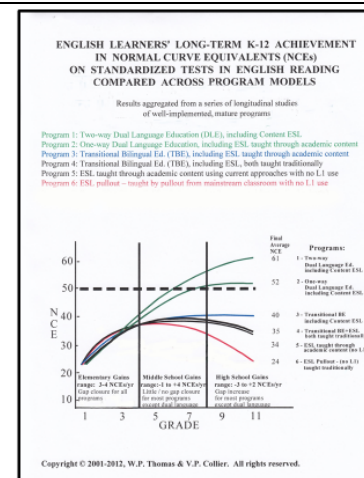 ENGLISH LEARNERS' LONG-TERM K-12 ACHIEVEMENT
IN NORMAL CURVE EQUIVALENTS (NCEs)
ON STANDARDIZED TESTS IN ENGLISH READING
COMPARED ACROSS PROGRAM MODELS
Results aggregated from a series of longitudinal studies
of well-implemented, mature programs
Program 1: Two-way Dual Language Education (DLE), including Content ESL
Program 2: One-way Dual Language Education, including ESL taught through academic content
Program 3: Transitional Bilingual Ed. (TBE), including ESL taught through academic content
Program 4: Transitional Bilingual Ed. (TBE), including ESL, both taught traditionally
Program 5: ESL taught through academic content using current approaches with no L1 use
Program 6: ESL pullout – taught by pullout from mainstream classroom with no L1 use
Final
Average
NCE
Programs:
61 1 - Two-way
Dual Language Ed.
including Content ESL
52 2 - One-way
Dual Language Ed.
including Content ESL
40 3 - Transitional BE
including Content ESL
35 4 - Transitional BE+ESL
both taught traditionally
34 5 - ESL taught through
academic content (no L1)
24 6 - ESL Pullout - (no L1)
taught traditionally
60
50
40
30
20
10
NCE
Elementary Gains
range: 3-4 NCEs/yr
Gap closure for all
programs
Middle School Gains
range: -1 to +4 NCEs/yr
Little / no gap closure
for most programs
except dual language
High School Gains
range: -3 to +2 NCEs/yr
Gap increase
for most programs
except dual language
1 3 5 7 9 11
GRADE
Copyright © 2001-2012, W.P. Thomas & V.P. Collier. All rights reserved.